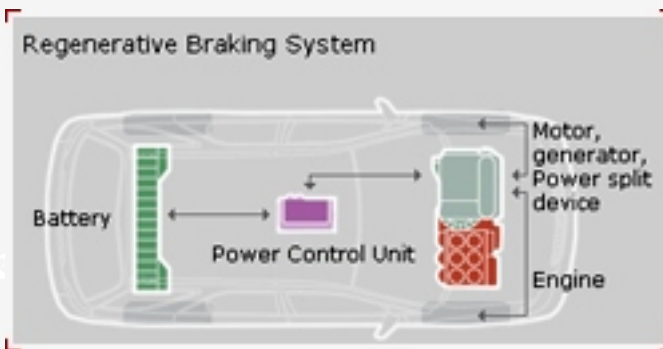 Regenerative Braking System
Motor,
generator,
Power split
device
Battery
Power Control Unit
Engine